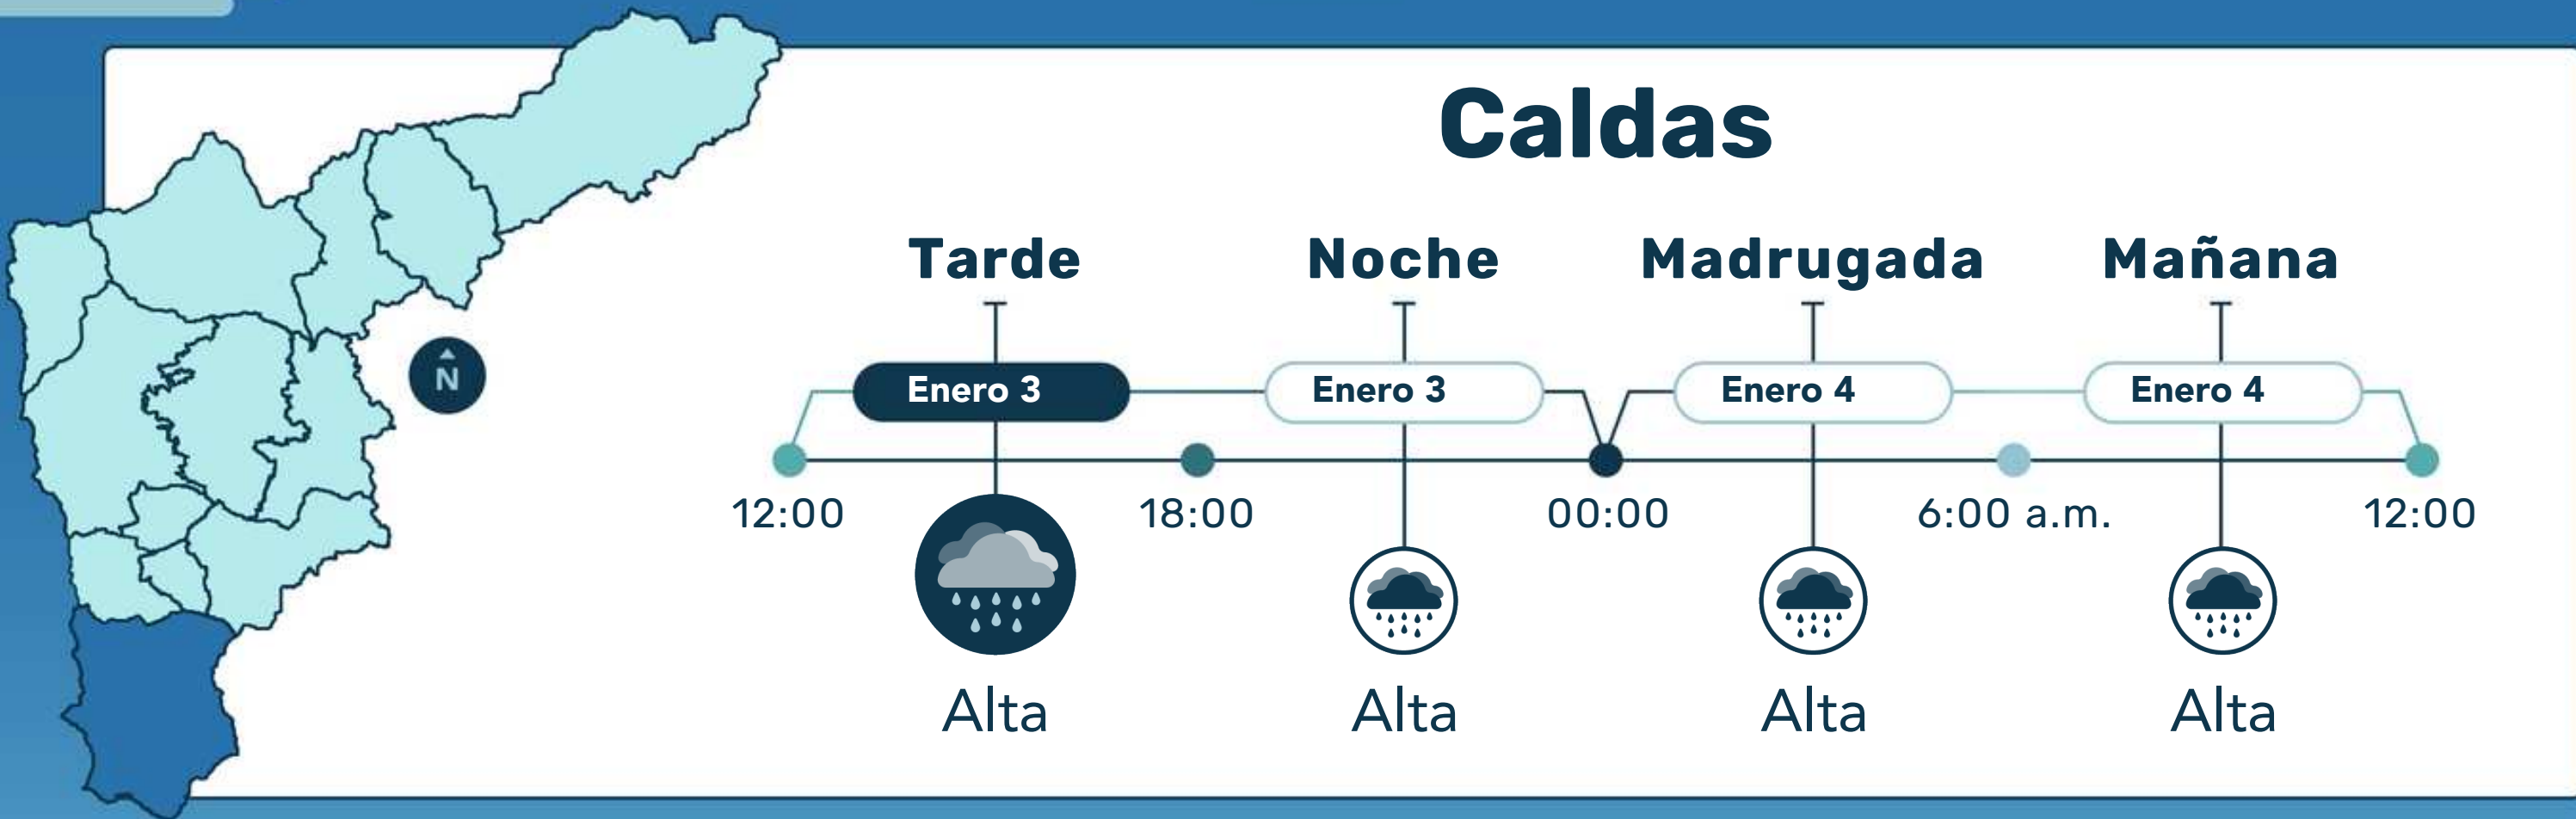 Caldas
Tarde
Noche
Madrugada
Mañana
Enero 3
Enero 3
Enero 4
Enero 4
N
12:00
18:00
00:00
6:00 a.m.
12:00
Alta
Alta
Alta
Alta